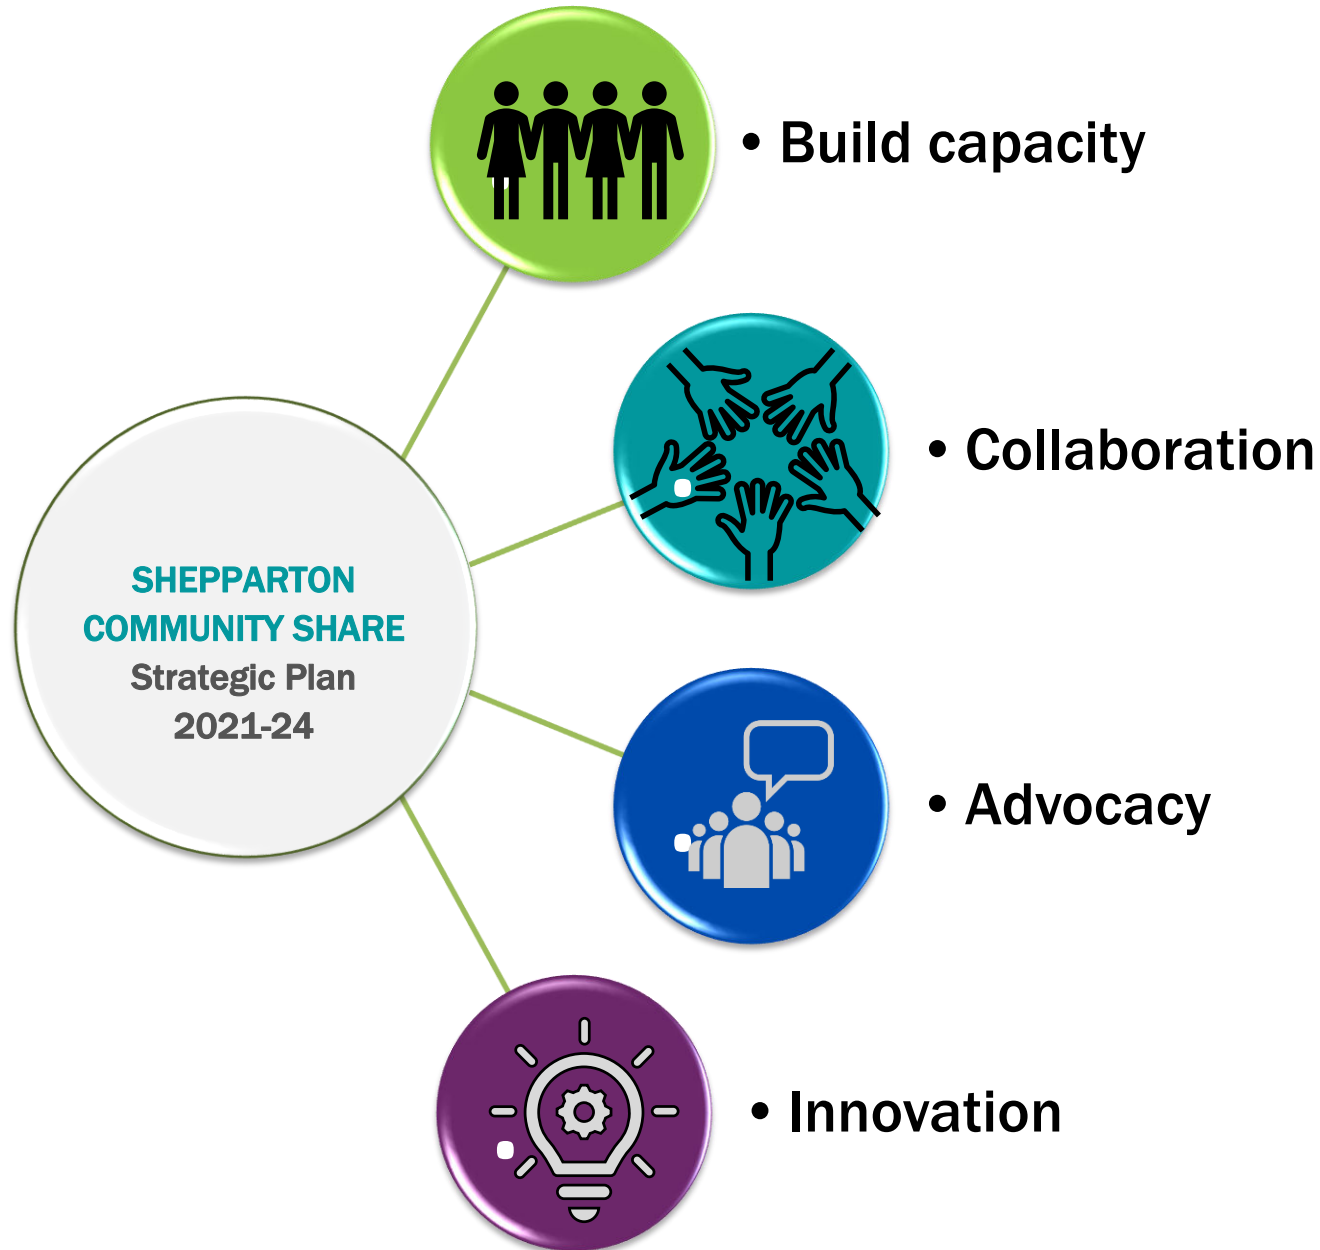 • Build capacity
• Collaboration
SHEPPARTON
COMMUNITY SHARE
Strategic Plan
2021-24
• Advocacy
• Innovation